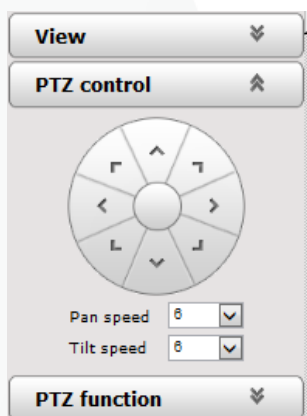 View
PTZ control
Pan speed 6
Tilt speed 6
PTZ function